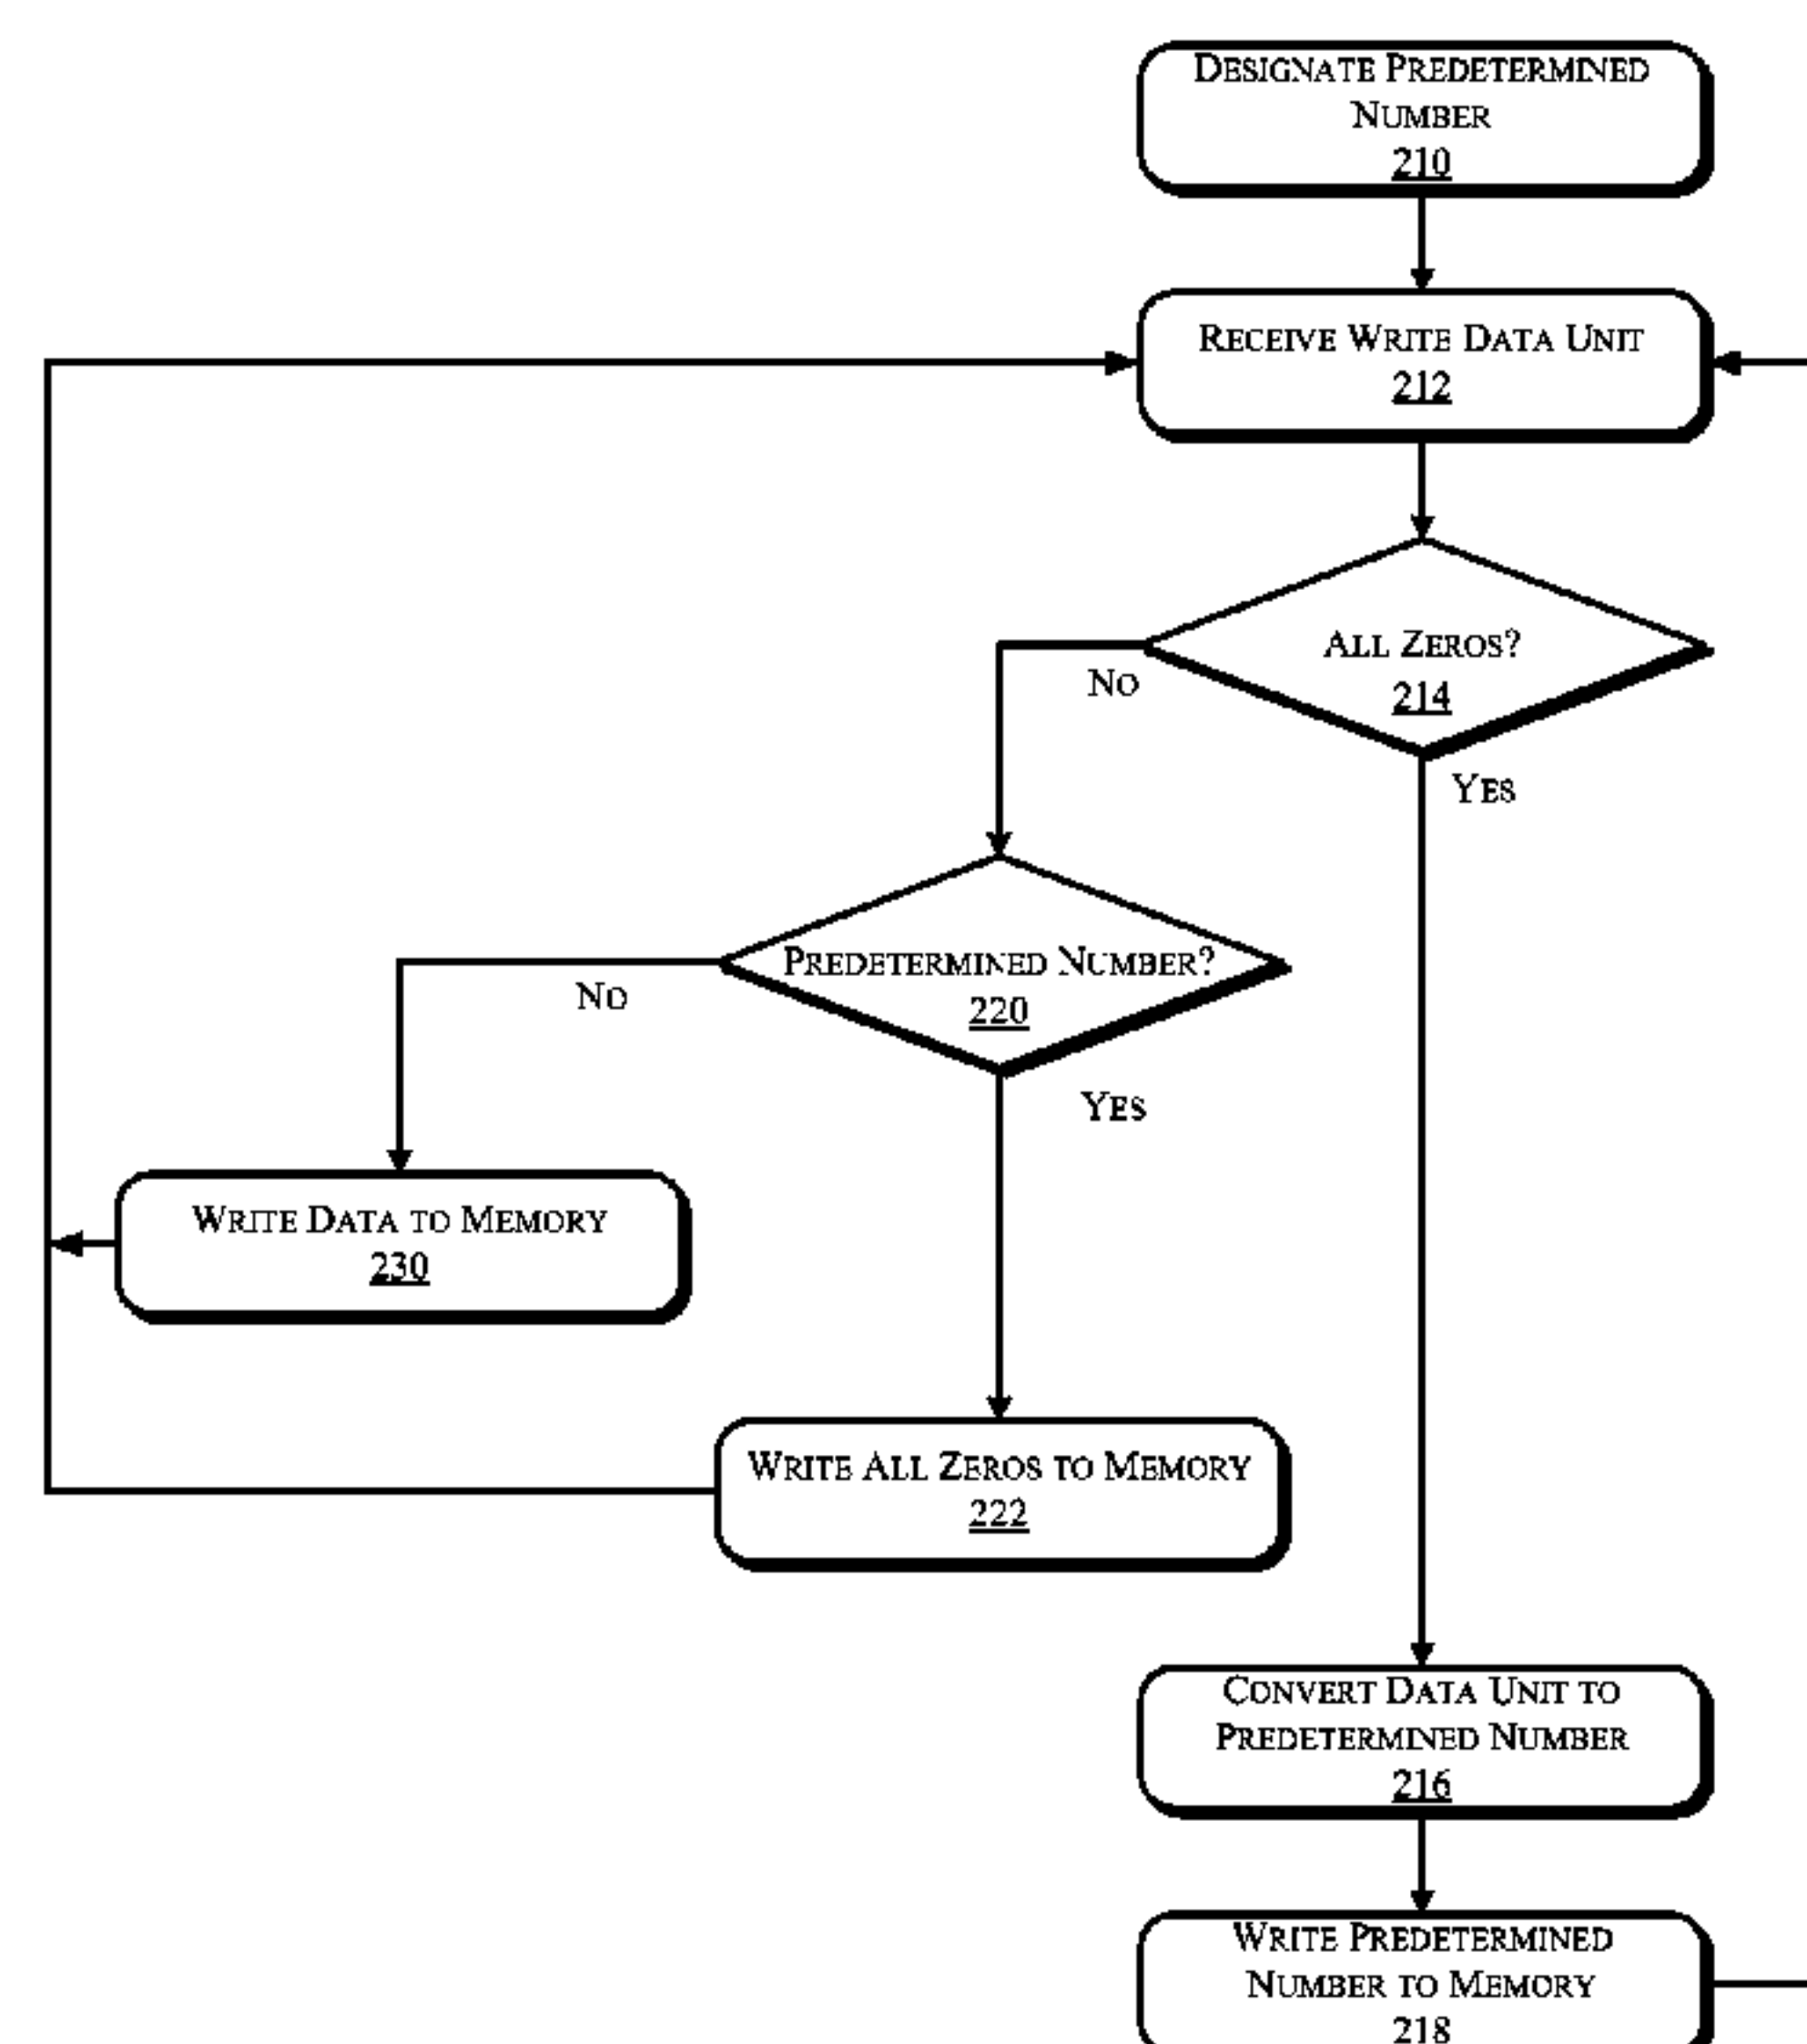 DESIGNATE PREDETERMINED
NUMBER
210
RECEIVE WRITE DATA UNIT
212
ALL ZEROS?
214
NO
YES
PREDETERMINED NUMBER?
220
NO
YES
WRITE DATA TO MEMORY
230
WRITE ALL ZEROS TO MEMORY
222
CONVERT DATA UNIT TO
PREDETERMINED NUMBER
216
WRITE PREDETERMINED
NUMBER TO MEMORY
218